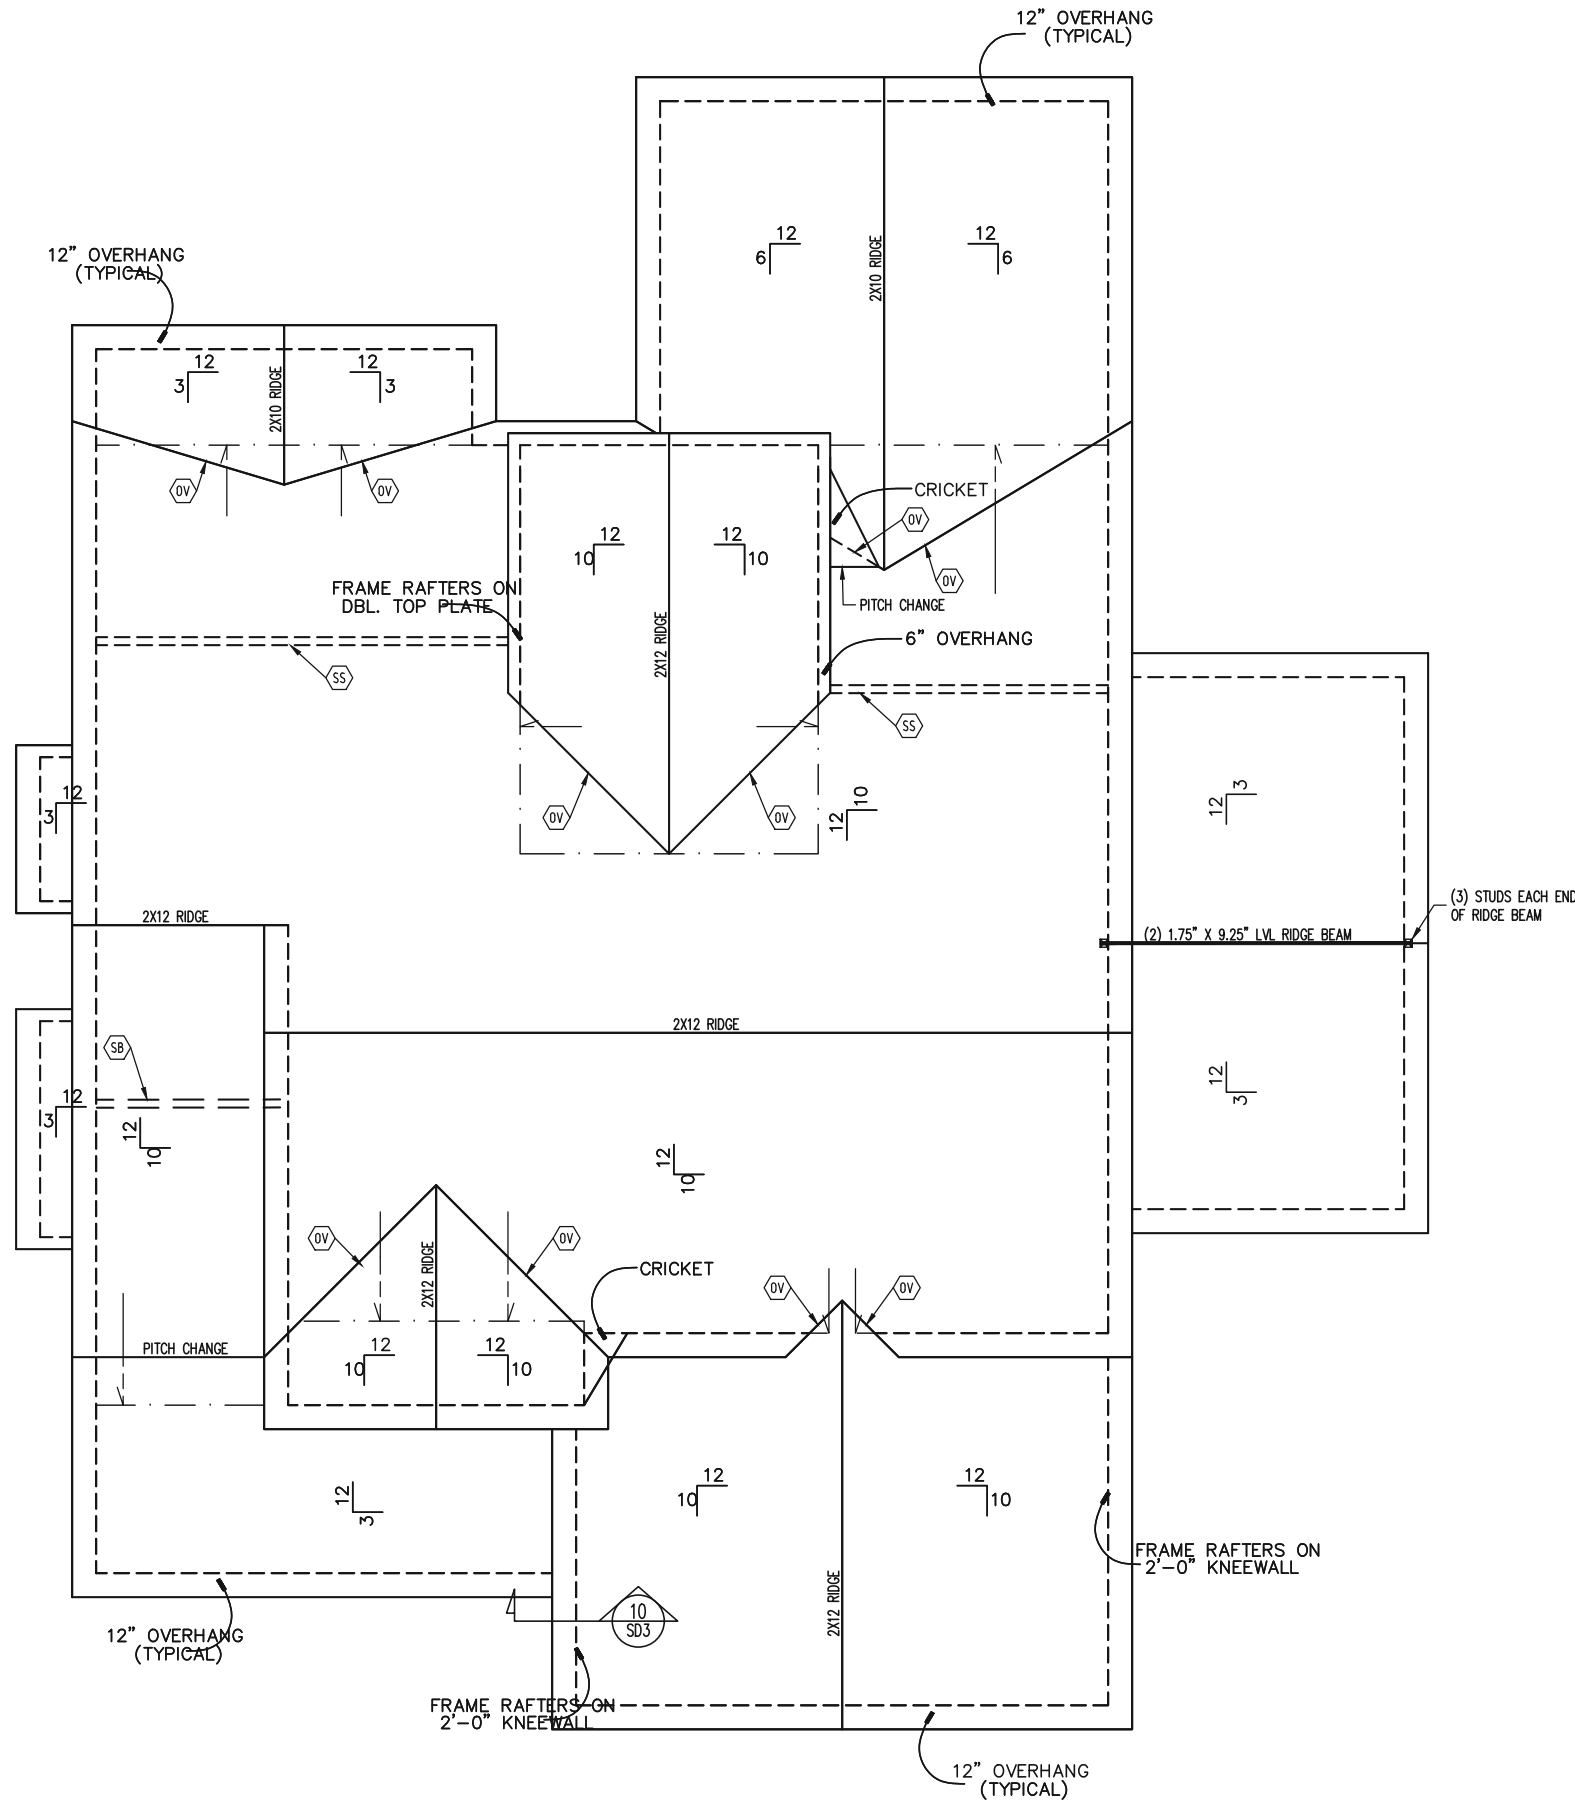 12" OVERHANG
(TYPICAL)
12
6
12
6
2X10 RIDGE
12" OVERHANG
(TYPICAL)
12
3
12
3
2X10 RIDGE
OV
OV
CRICKET
OV
OV
PITCH CHANGE
12
10
12
10
FRAME RAFTERS ON
DBL. TOP PLATE
2X12 RIDGE
6" OVERHANG
SS
SS
12
3
12
3
OV
OV
12
10
2X12 RIDGE
(2) 1.75" X 9.25" LVL RIDGE BEAM
(3) STUDS EACH END
OF RIDGE BEAM
2X12 RIDGE
SB
12
3
12
3
12
10
12
10
OV
OV
2X12 RIDGE
CRICKET
OV
OV
PITCH CHANGE
12
10
12
10
12
3
12
10
12
10
2X12 RIDGE
FRAME RAFTERS ON
2'-0" KNEEWALL
10
SD3
12" OVERHANG
(TYPICAL)
FRAME RAFTERS ON
2'-0" KNEEWALL
12" OVERHANG
(TYPICAL)